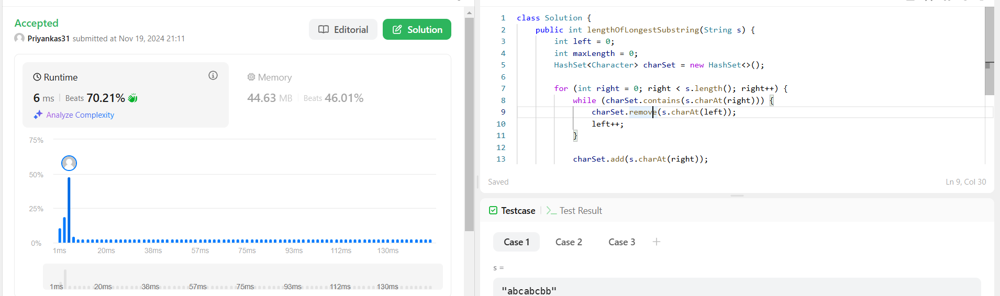 Accepted
Priyankas31 submitted at Nov 19, 2024 21:11
Editorial
Solution
Runtime
6 ms | Beats 70.21%
Analyze Complexity
Memory
44.63 MB | Beats 46.01%
75%
50%
25%
0%
1ms 20ms 38ms 57ms 75ms 93ms 112ms 130ms
1ms 20ms 38ms 57ms 75ms 93ms 112ms 130ms
1 class Solution {
2 public int lengthOfLongestSubstring(String s) {
3 int left = 0;
4 int maxLength = 0;
5 HashSet<Character> charSet = new HashSet<>();
6
7 for (int right = 0; right < s.length(); right++) {
8 while (charSet.contains(s.charAt(right))) {
9 charSet.remove(s.charAt(left));
10 left++;
11 }
12
13 charSet.add(s.charAt(right));
Saved
Ln 9, Col 30
Testcase | >_ Test Result
Case 1 Case 2 Case 3 +
s =
"abcabcbb"